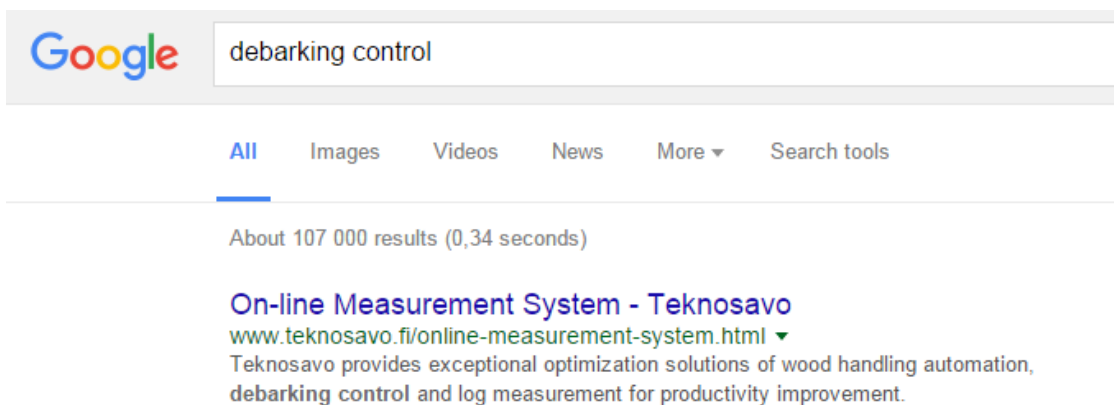 Google debarking control
All Images Videos News More Search tools
About 107 000 results (0,34 seconds)
On-line Measurement System - Teknosavo
www.teknosavo.fi/online-measurement-system.html
Teknosavo provides exceptional optimization solutions of wood handling automation,
debarking control and log measurement for productivity improvement.